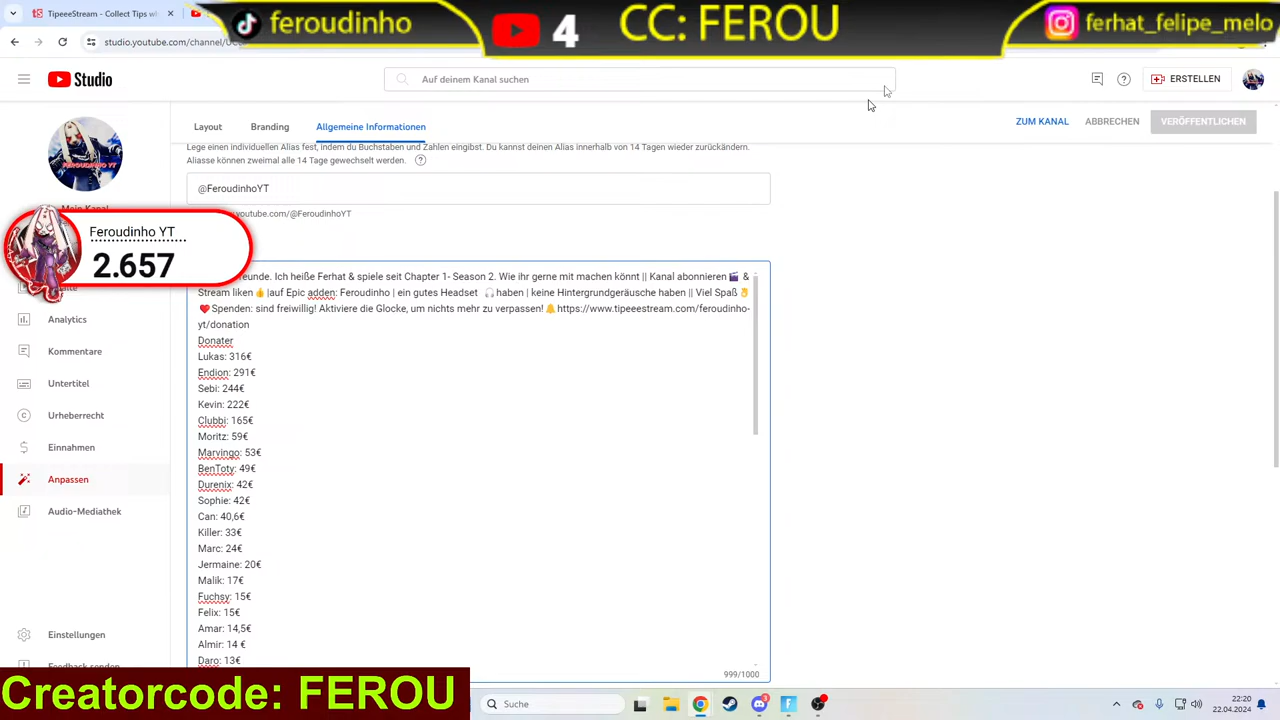 TipeeeStream - Collect Tips wi
feroudinho
4
CC: FEROU
ferhat_felipe_melo
studio.youtube.com/channel/
Studio
Auf deinem Kanal suchen
ERSTELLEN
Layout
Branding
Allgemeine Informationen
ZUM KANAL
ABBRECHEN
VERÖFFENTLICHEN
Lege einen individuellen Alias fest, indem du Buchstaben und Zahlen eingibst. Du kannst deinen Alias innerhalb von 14 Tagen wieder zurückändern.
Aliasse können zweimal alle 14 Tage gewechselt werden.
@FeroudinhoYT
youtube.com/@FeroudinhoYT
Mein Kanal
Feroudinho YT
2.657
Ich heiße Ferhat & spiele seit Chapter 1- Season 2. Wie ihr gerne mit machen könnt || Kanal abonnieren 🎬 &
Stream liken 👍 |auf Epic adden: Feroudinho | ein gutes Headset 🎧haben | keine Hintergrundgeräusche haben || Viel Spaß ✌
❤️Spenden: sind freiwillig! Aktiviere die Glocke, um nichts mehr zu verpassen! 🔔https://www.tipeeestream.com/feroudinho-
yt/donation
Donater
Lukas: 316€
Endion: 291€
Sebi: 244€
Kevin: 222€
Clubbi: 165€
Moritz: 59€
Marvingo: 53€
BenToty: 49€
Durenix: 42€
Sophie: 42€
Can: 40,6€
Killer: 33€
Marc: 24€
Jermaine: 20€
Malik: 17€
Fuchsy: 15€
Felix: 15€
Amar: 14,5€
Almir: 14 €
Daro: 13€
999/1000
Analytics
Kommentare
Untertitel
Urheberrecht
Einnahmen
Anpassen
Audio-Mediathek
Einstellungen
Feedback senden
Creatorcode: FEROU
Suche
22:20
22.04.2024